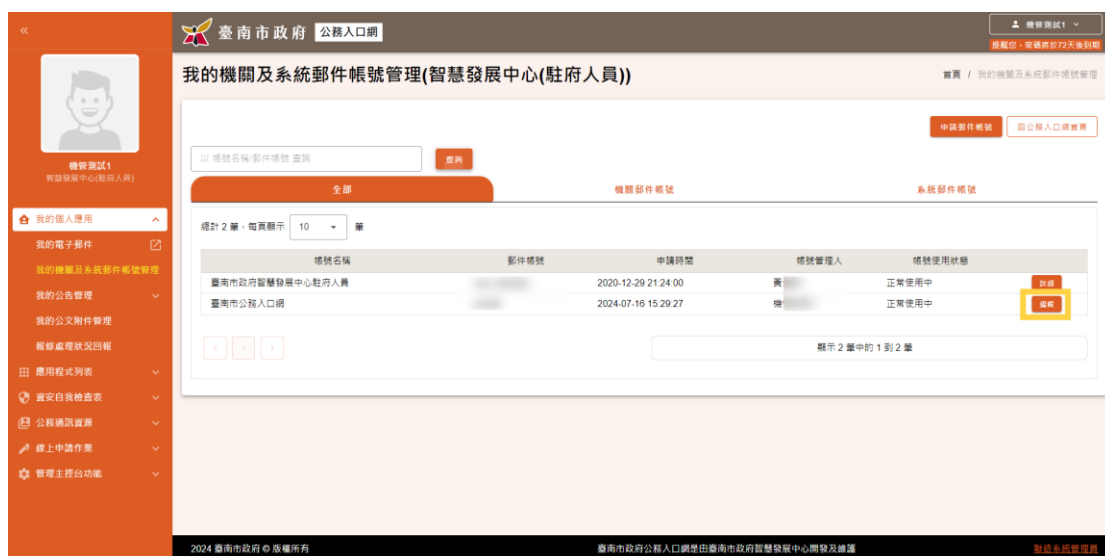 «
臺南市政府 公務入口網
機管測試1
提醒您，密碼將於72天後到期
我的機關及系統郵件帳號管理(智慧發展中心(駐府人員))
首頁 / 我的機關及系統郵件帳號管理
申請郵件帳號
回公務入口網首頁
機管測試1
智慧發展中心(駐府人員)
以 帳號名稱/郵件帳號 查詢
查詢
全部
機關郵件帳號
系統郵件帳號
我的個人應用
我的電子郵件
我的機關及系統郵件帳號管理
我的公告管理
我的公文附件管理
報修處理狀況回報
應用程式列表
資安自我檢查表
公務通訊資源
線上申請作業
管理主控台功能
總計 2 筆，每頁顯示 10 筆
帳號名稱 郵件帳號 申請時間 帳號管理人 帳號使用狀態
臺南市政府智慧發展中心駐府人員 2020-12-29 21:24:00 黃 正常使用中 詳細
臺南市公務入口網 2024-07-16 15:29:27 機 正常使用中 編輯
‹ 1 ›
顯示 2 筆中的 1 到 2 筆
2024 臺南市政府 © 版權所有
臺南市政府公務入口網是由臺南市政府智慧發展中心開發及維護
聯絡系統管理員